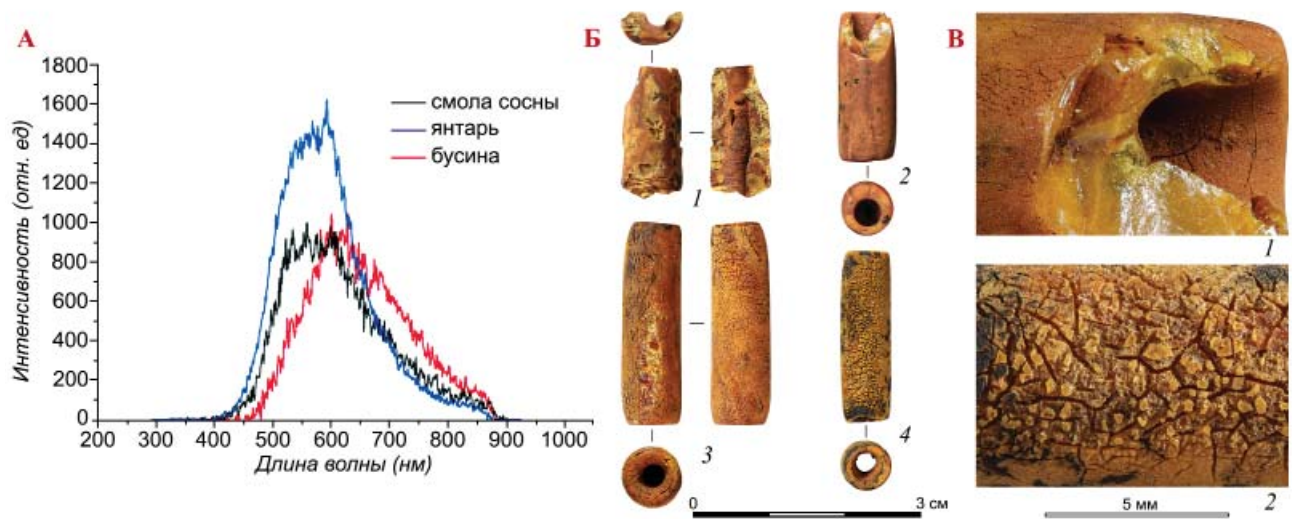 А
1800
1600
1400
1200
1000
800
600
400
200
0
200 300 400 500 600 700 800 900 1000
Интенсивность (отн. ед)
Длина волны (нм)
смола сосны
янтарь
бусина
Б
1
2
3
4
0 3 см
В
1
2
5 мм